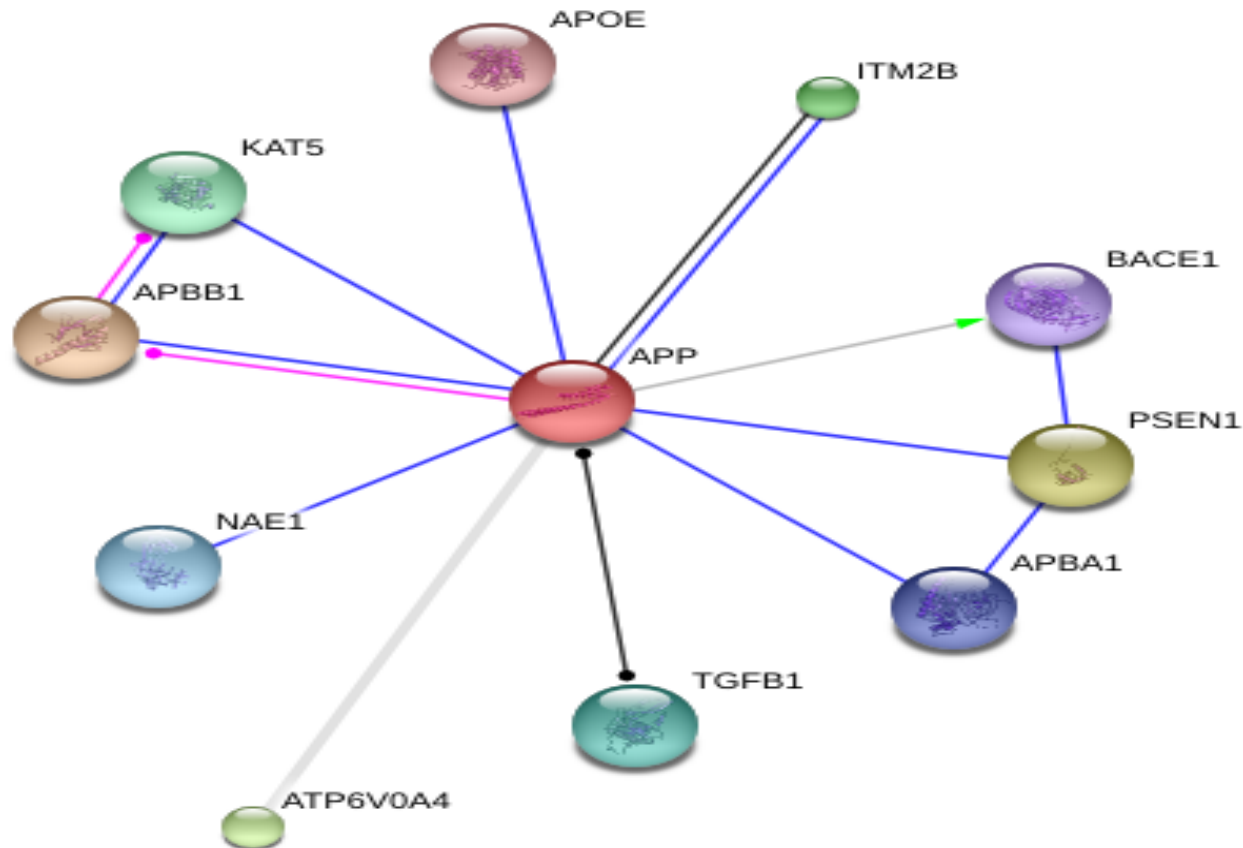 APOE
ITM2B
KAT5
BACE1
APBB1
APP
PSEN1
NAE1
APBA1
TGFB1
ATP6V0A4